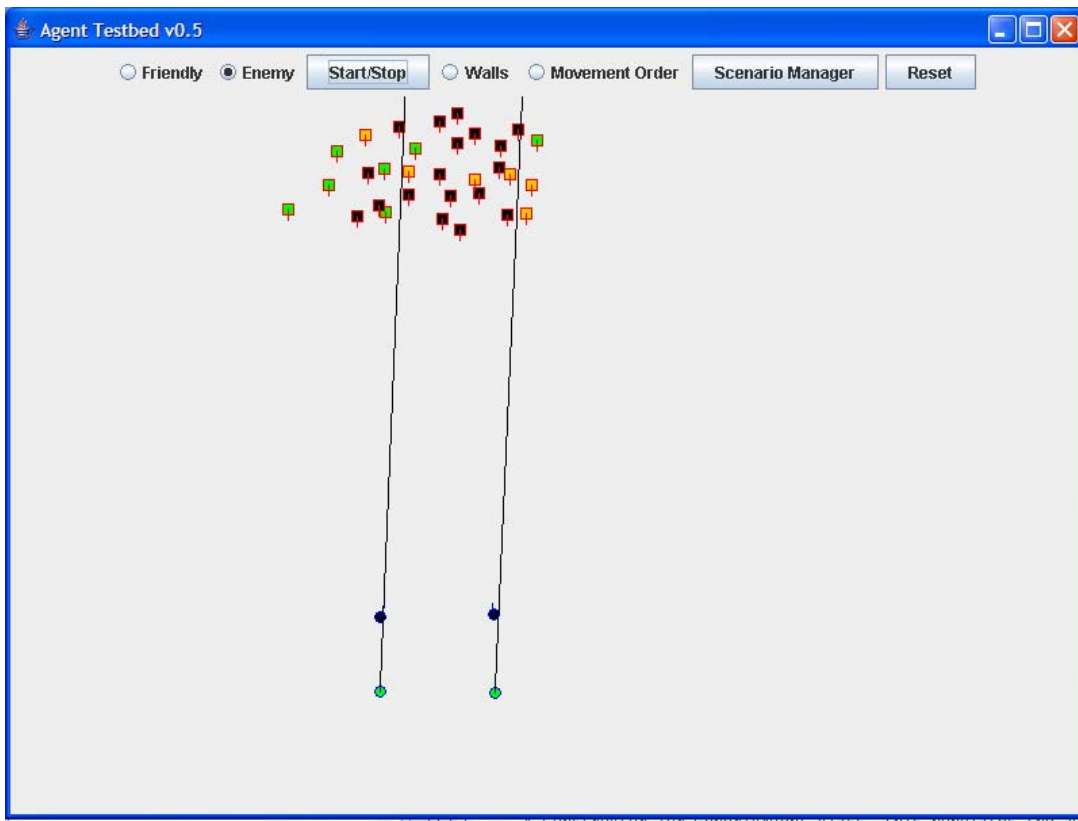 Agent Testbed v0.5
Friendly Enemy Start/Stop Walls Movement Order Scenario Manager Reset